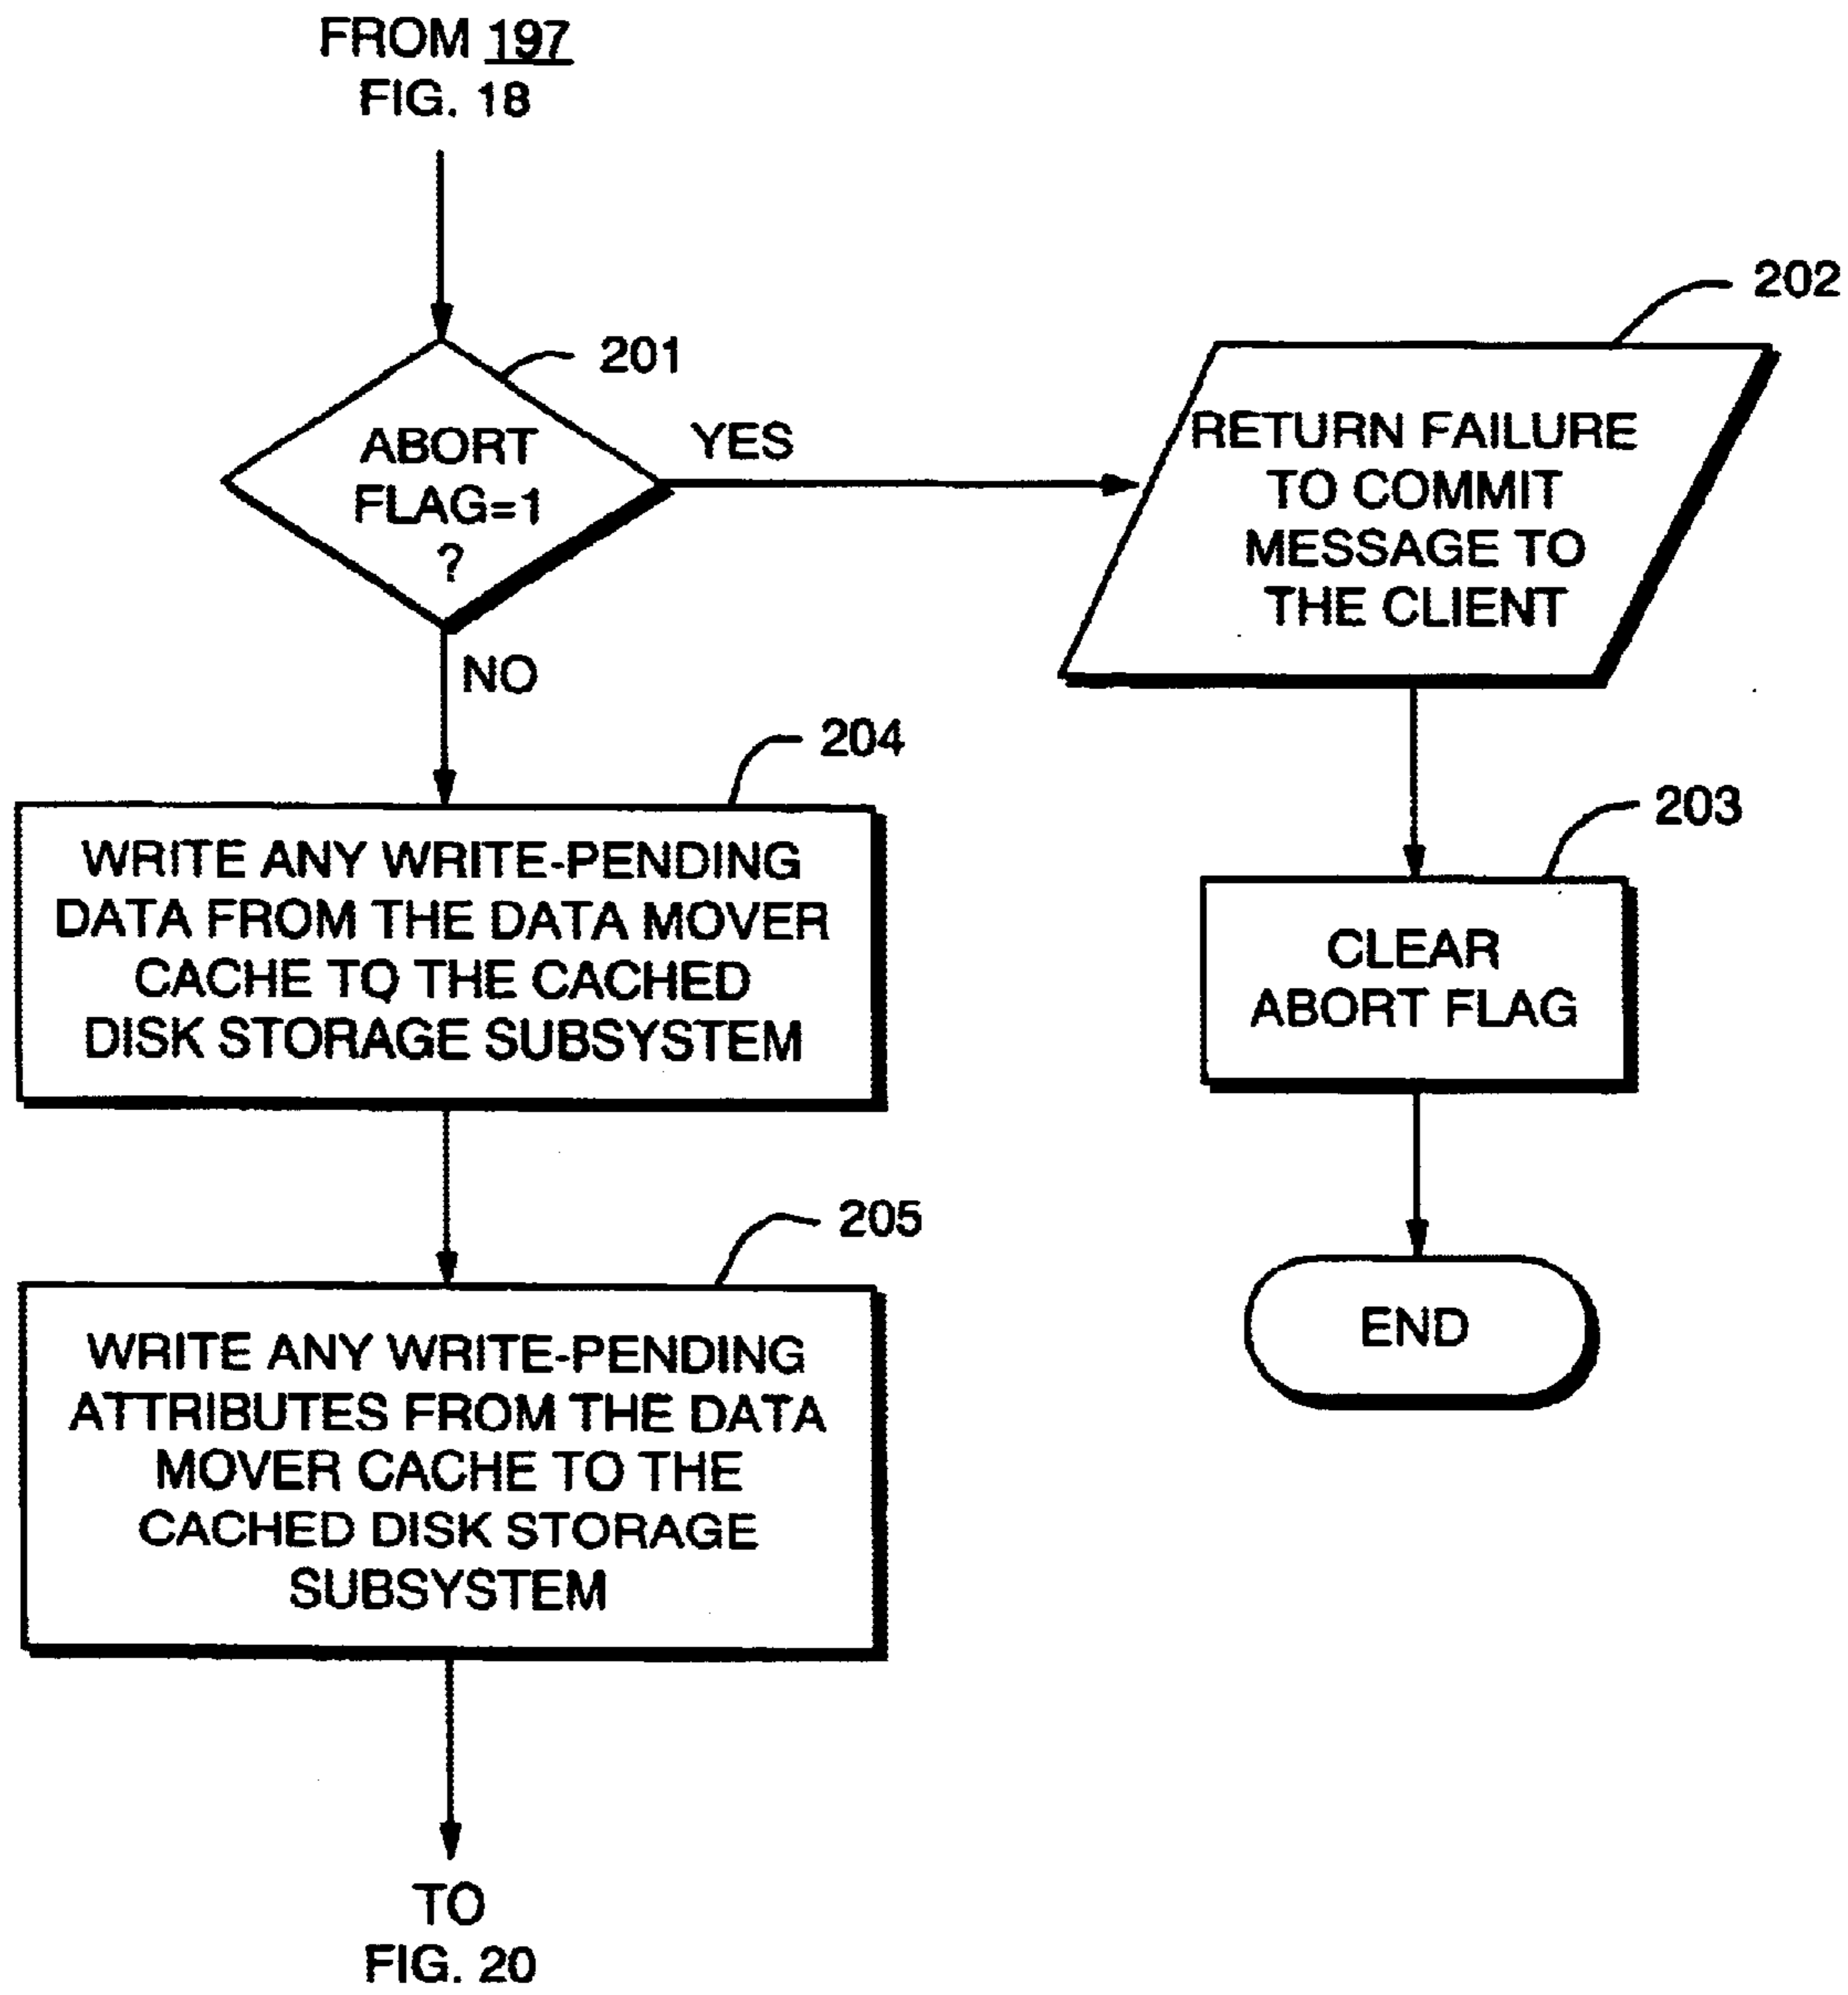 FROM 197
FIG. 18
201
ABORT
FLAG=1
?
YES
NO
202
RETURN FAILURE
TO COMMIT
MESSAGE TO
THE CLIENT
203
CLEAR
ABORT FLAG
END
204
WRITE ANY WRITE-PENDING
DATA FROM THE DATA MOVER
CACHE TO THE CACHED
DISK STORAGE SUBSYSTEM
205
WRITE ANY WRITE-PENDING
ATTRIBUTES FROM THE DATA
MOVER CACHE TO THE
CACHED DISK STORAGE
SUBSYSTEM
TO
FIG. 20